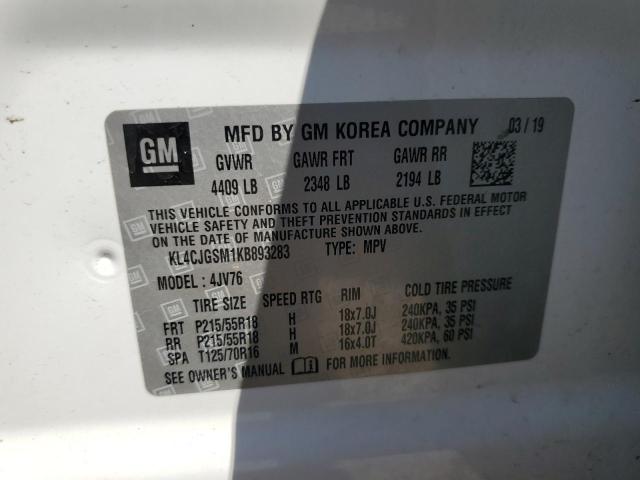 GM MFD BY GM KOREA COMPANY 03 / 19
GVWR GAWR FRT GAWR RR
4409 LB 2348 LB 2194 LB
THIS VEHICLE CONFORMS TO ALL APPLICABLE U.S. FEDERAL MOTOR
VEHICLE SAFETY AND THEFT PREVENTION STANDARDS IN EFFECT
ON THE DATE OF MANUFACTURE SHOWN ABOVE.
KL4CJGSM1KB893283 TYPE: MPV
MODEL : 4JV76
TIRE SIZE SPEED RTG RIM COLD TIRE PRESSURE
FRT P215/55R18 H 18x7.0J 240KPA, 35 PSI
RR P215/55R18 H 18x7.0J 240KPA, 35 PSI
SPA T125/70R16 M 16x4.0T 420KPA, 60 PSI
SEE OWNER'S MANUAL FOR MORE INFORMATION